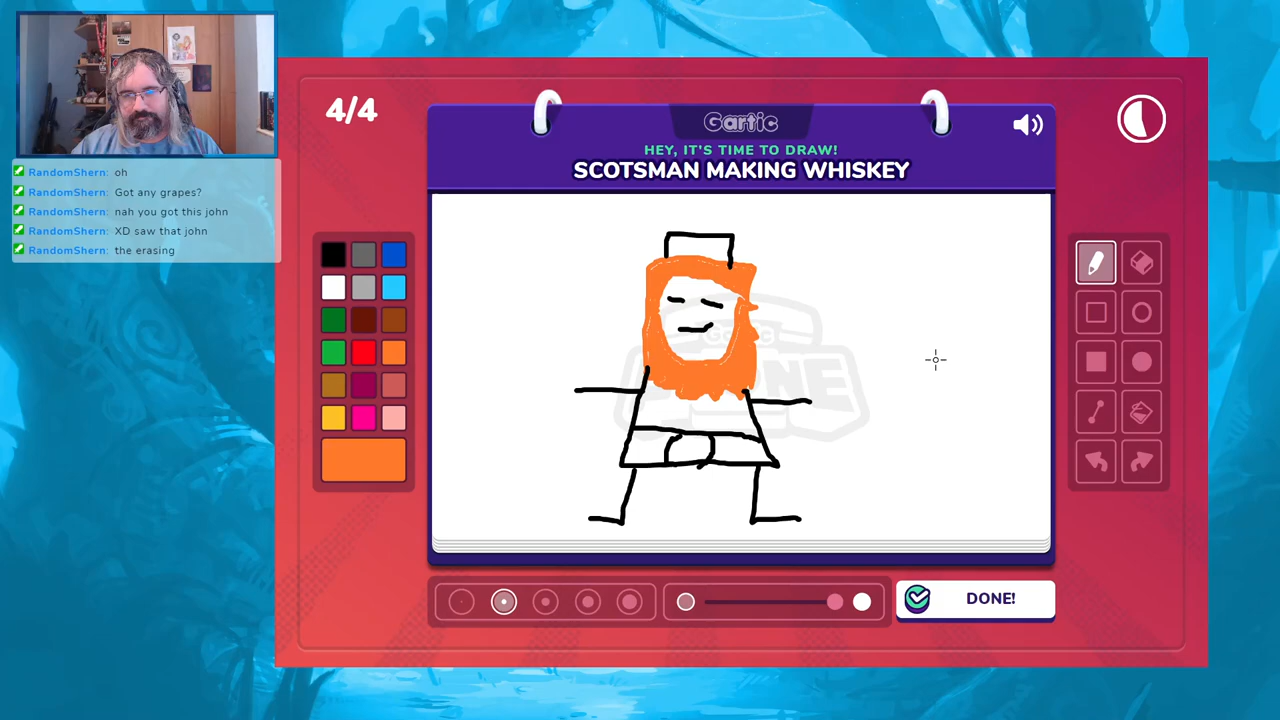 4/4
Gartic
HEY, IT'S TIME TO DRAW!
SCOTSMAN MAKING WHISKEY
RandomShern: oh
RandomShern: Got any grapes?
RandomShern: nah you got this john
RandomShern: XD saw that john
RandomShern: the erasing
DONE!